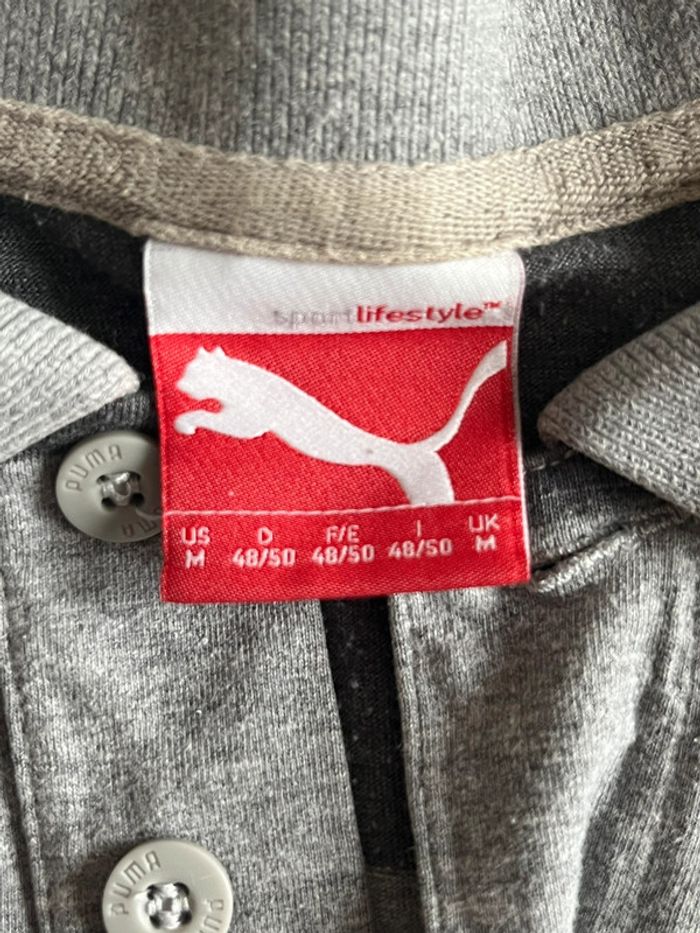 sportlifestyle™
US D F/E I UK
M 48/50 48/50 48/50 M
PUMA
PUMA